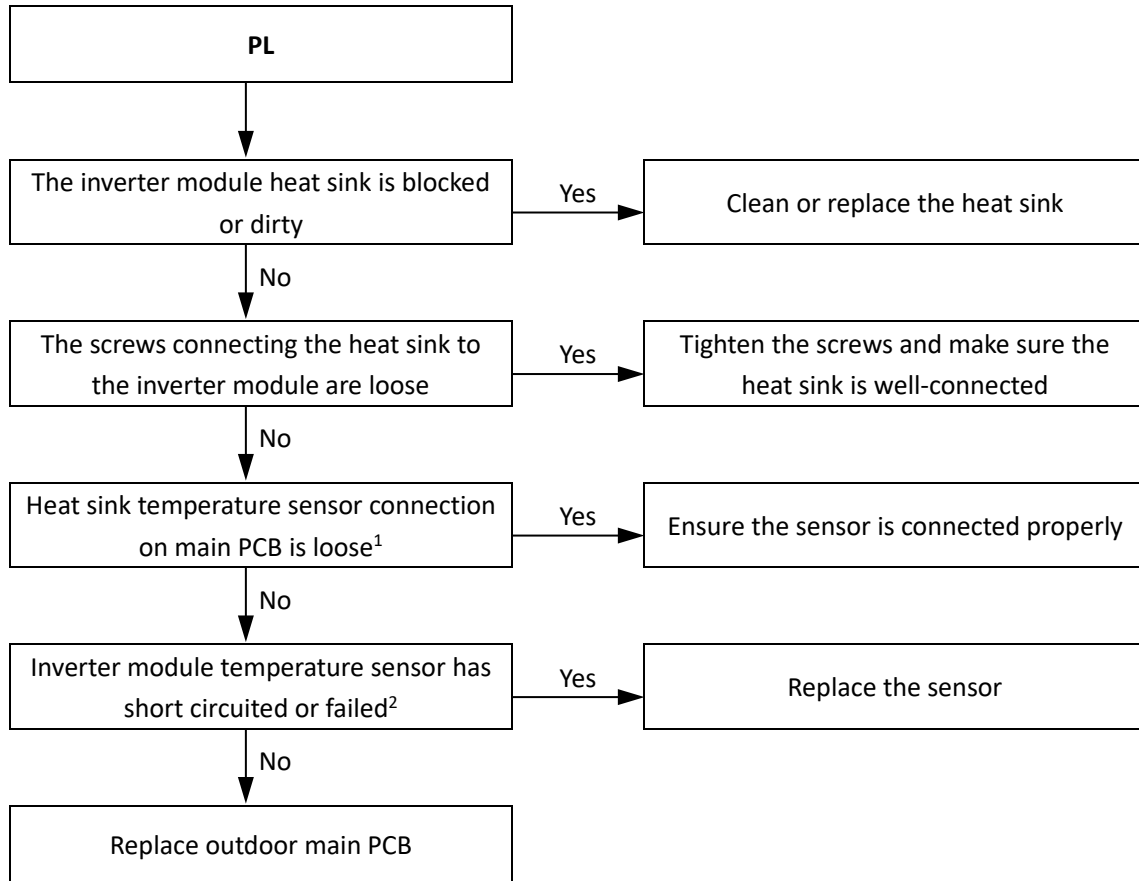 PL
The inverter module heat sink is blocked
or dirty
Yes
Clean or replace the heat sink
No
The screws connecting the heat sink to
the inverter module are loose
Yes
Tighten the screws and make sure the
heat sink is well-connected
No
Heat sink temperature sensor connection
on main PCB is loose¹
Yes
Ensure the sensor is connected properly
No
Inverter module temperature sensor has
short circuited or failed²
Yes
Replace the sensor
No
Replace outdoor main PCB